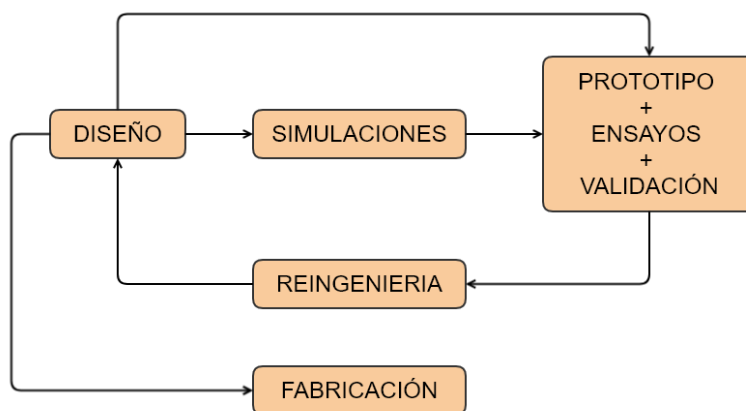 PROTOTIPO
+
ENSAYOS
+
VALIDACIÓN
DISEÑO
SIMULACIONES
REINGENIERIA
FABRICACIÓN